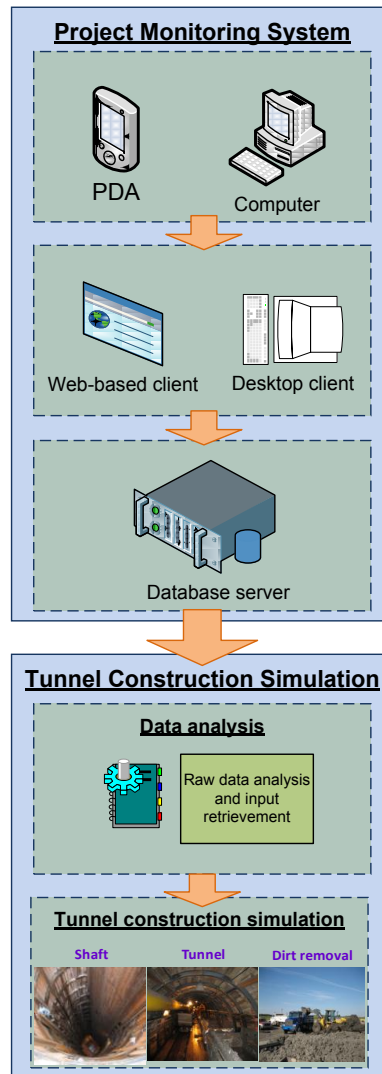 Project Monitoring System
PDA
Computer
Web-based client
Desktop client
Database server
Tunnel Construction Simulation
Data analysis
Raw data analysis
and input
retrievement
Tunnel construction simulation
Shaft
Tunnel
Dirt removal